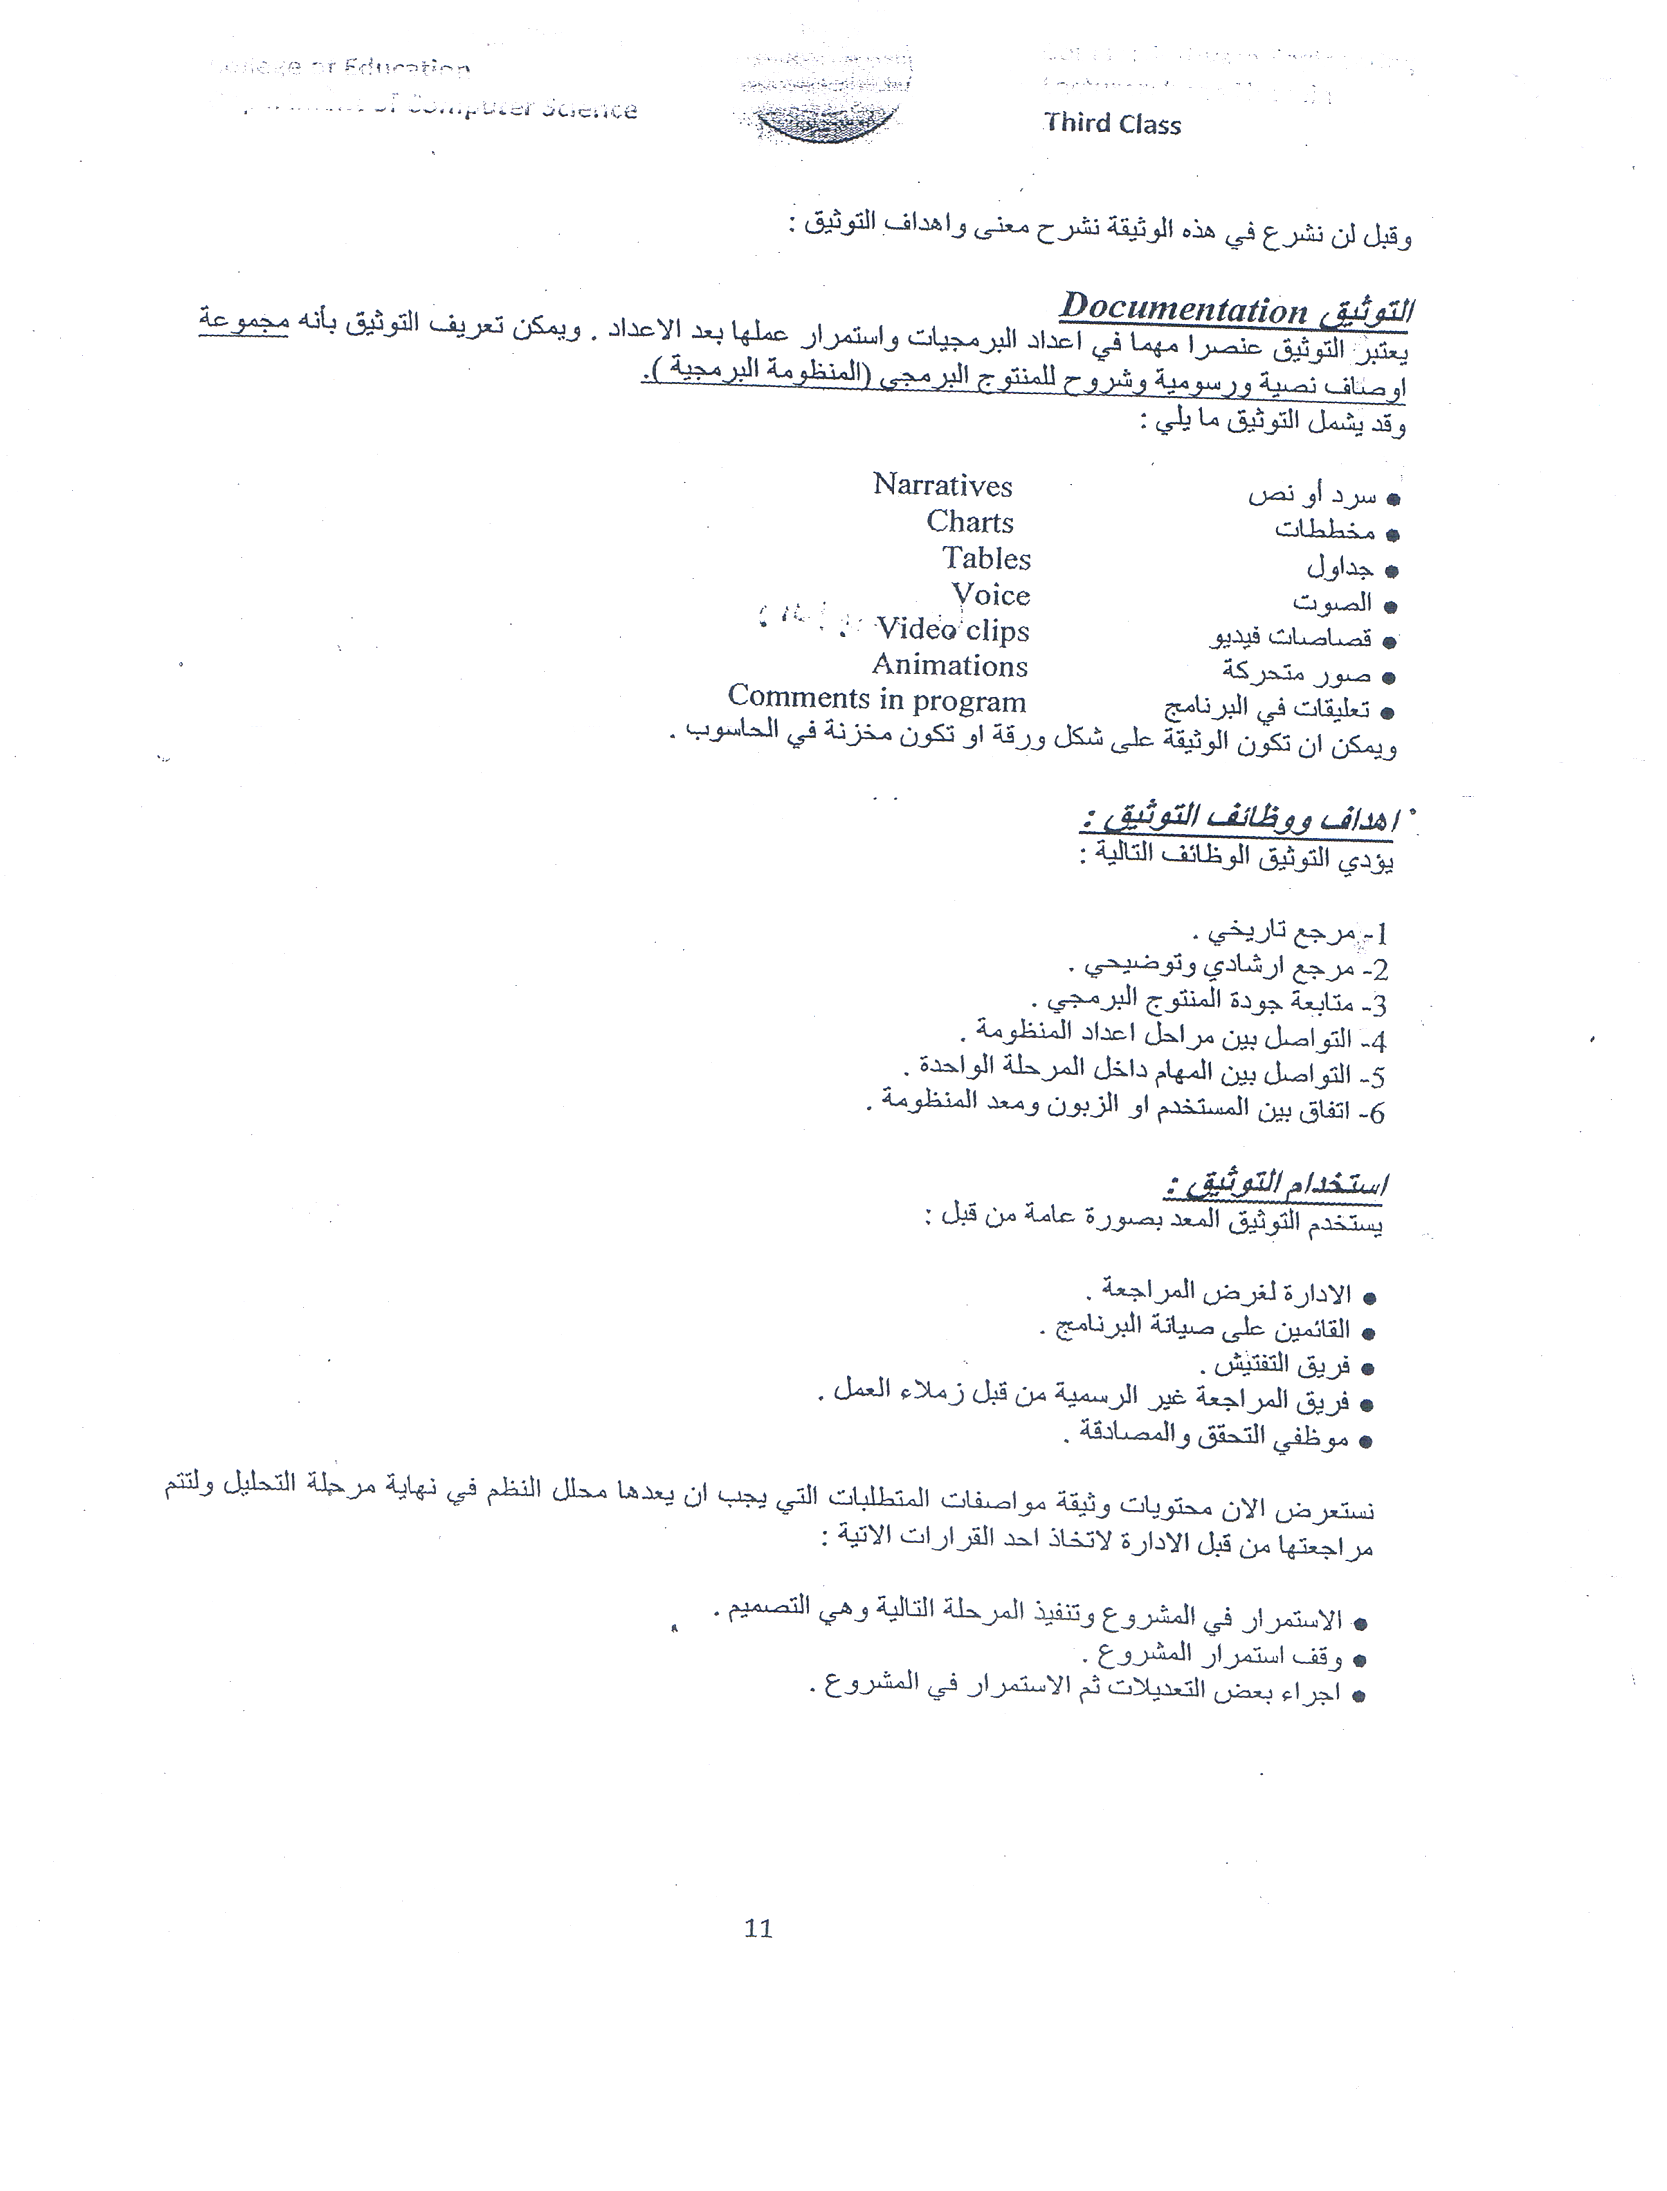 of Education
of Computer Science
Third Class
وقبل لن نشرع في هذه الوثيقة نشرح معنى واهداف التوثيق :
التوثيق Documentation
يعتبر التوثيق عنصرا مهما في اعداد البرمجيات واستمرار عملها بعد الاعداد . ويمكن تعريف التوثيق بأنه مجموعة
اوصاف نصية ورسومية وشروح للمنتوج البرمجي (المنظومة البرمجية ).
وقد يشمل التوثيق ما يلي :
● سرد أو نص Narratives
● مخططات Charts
● جداول Tables
● الصوت Voice
● قصاصات فيديو Video clips
● صور متحركة Animations
● تعليقات في البرنامج Comments in program
ويمكن ان تكون الوثيقة على شكل ورقة او تكون مخزنة في الحاسوب .
اهداف ووظائف التوثيق :
يؤدي التوثيق الوظائف التالية :
1- مرجع تاريخي .
2- مرجع ارشادي وتوضيحي .
3- متابعة جودة المنتوج البرمجي .
4- التواصل بين مراحل اعداد المنظومة .
5- التواصل بين المهام داخل المرحلة الواحدة .
6- اتفاق بين المستخدم او الزبون ومعد المنظومة .
استخدام التوثيق :
يستخدم التوثيق المعد بصورة عامة من قبل :
● الادارة لغرض المراجعة .
● القائمين على صيانة البرنامج .
● فريق التفتيش .
● فريق المراجعة غير الرسمية من قبل زملاء العمل .
● موظفي التحقق والمصادقة .
نستعرض الان محتويات وثيقة مواصفات المتطلبات التي يجب ان يعدها محلل النظم في نهاية مرحلة التحليل ولتتم
مراجعتها من قبل الادارة لاتخاذ احد القرارات الاتية :
● الاستمرار في المشروع وتنفيذ المرحلة التالية وهي التصميم .
● وقف استمرار المشروع .
● اجراء بعض التعديلات ثم الاستمرار في المشروع .
11